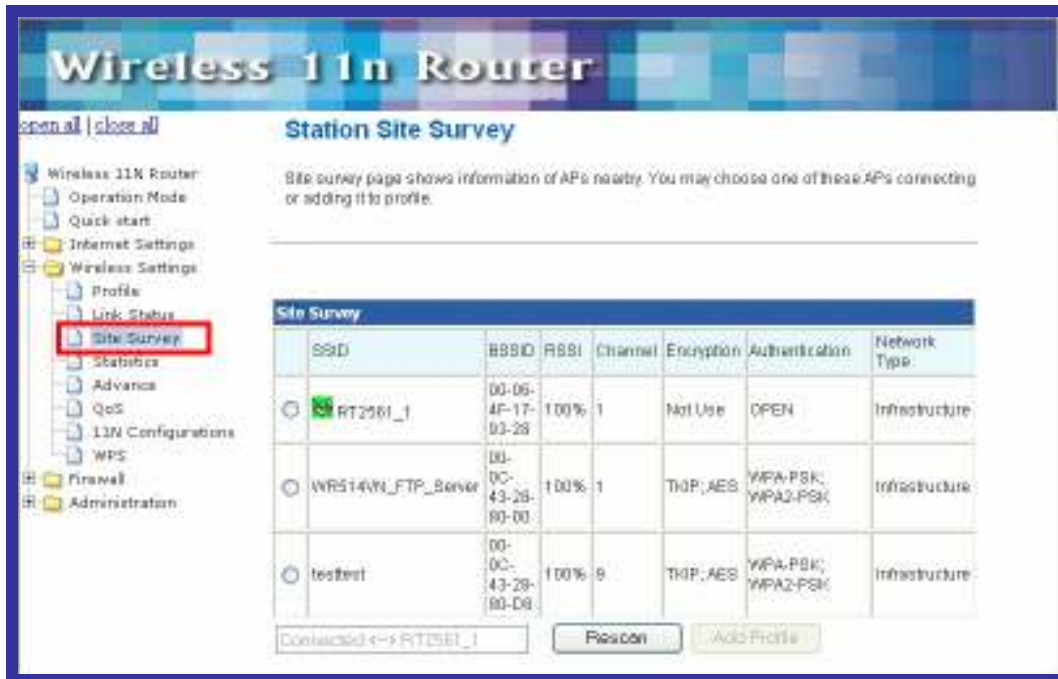 Wireless 11n Router
open all | close all
Wireless 11N Router
Operation Mode
Quick start
Internet Settings
Wireless Settings
Profile
Link Status
Site Survey
Statistics
Advance
QoS
11N Configurations
WPS
Firewall
Administration
Station Site Survey
Site survey page shows information of APs nearby. You may choose one of these APs connecting
or adding it to profile.
Site Survey
SSID BSSID RSSI Channel Encryption Authentication Network
Type
RT2561_1 00-06-
4F-17-
03-28 100% 1 Not Use OPEN Infrastructure
WR514VN_FTP_Server 00-
0C-
43-28-
80-00 100% 1 TKIP; AES WPA-PSK;
WPA2-PSK Infrastructure
testtest 00-
0C-
43-28-
80-D8 100% 9 TKIP; AES WPA-PSK;
WPA2-PSK Infrastructure
Connected <--> RT2561_1 Rescan Add Profile